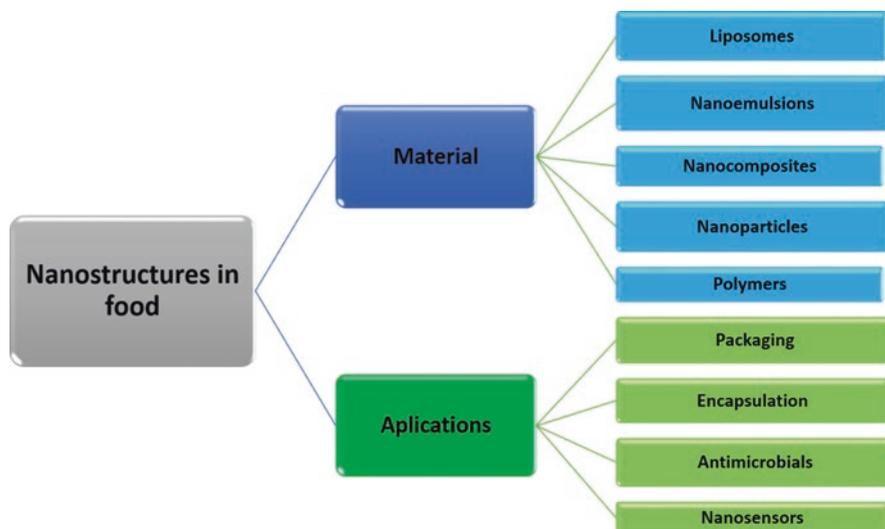 Nanostructures in
food
Material
Liposomes
Nanoemulsions
Nanocomposites
Nanoparticles
Polymers
Aplications
Packaging
Encapsulation
Antimicrobials
Nanosensors